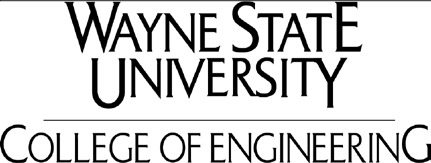 WAYNE STATE
UNIVERSITY
COLLEGE OF ENGINEERING